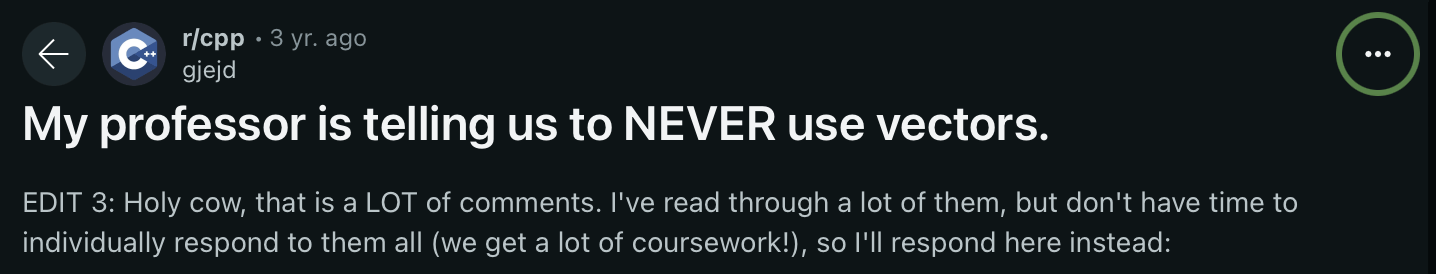 r/cpp • 3 yr. ago
gjejd
My professor is telling us to NEVER use vectors.
EDIT 3: Holy cow, that is a LOT of comments. I've read through a lot of them, but don't have time to
individually respond to them all (we get a lot of coursework!), so I'll respond here instead: